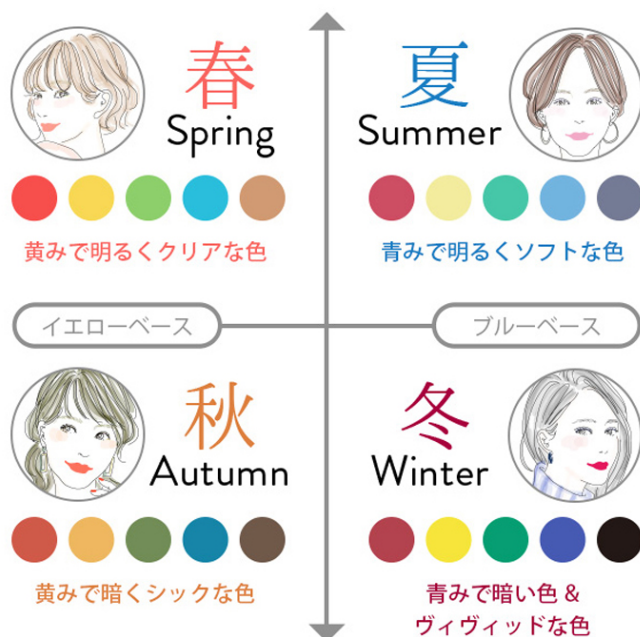 春
Spring
黄みで明るくクリアな色
夏
Summer
青みで明るくソフトな色
イエローベース
ブルーベース
秋
Autumn
黄みで暗くシックな色
冬
Winter
青みで暗い色 &
ヴィヴィッドな色